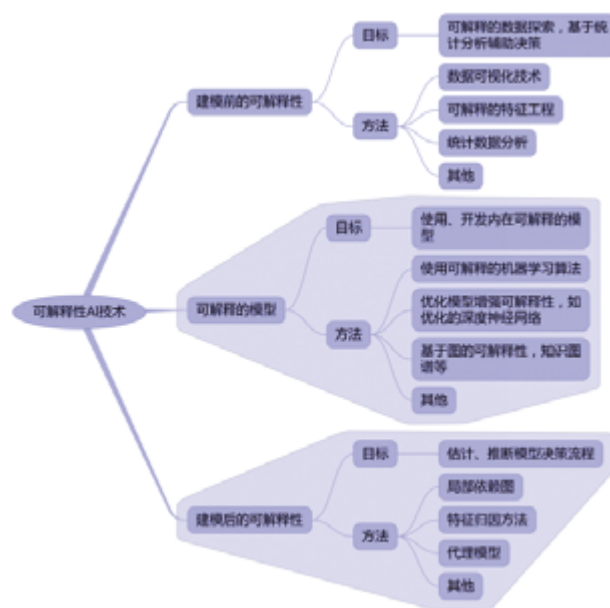 可解释性AI技术
建模前的可解释性
目标
可解释的数据探索，基于统
计分析辅助决策
方法
数据可视化技术
可解释的特征工程
统计数据分析
其他
可解释的模型
目标
使用、开发内在可解释的模
型
方法
使用可解释的机器学习算法
优化模型增强可解释性，如
优化的深度神经网络
基于图的可解释性，知识图
谱等
其他
建模后的可解释性
目标
估计、推断模型决策流程
方法
局部依赖图
特征归因方法
代理模型
其他